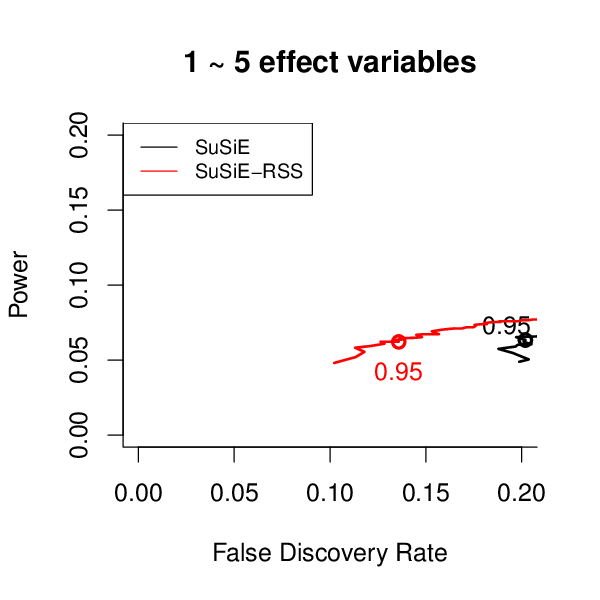 1 ~ 5 effect variables
SuSiE
SuSiE−RSS
Power
0.20
0.15
0.10
0.05
0.00
0.95
0.95
0.00 0.05 0.10 0.15 0.20
False Discovery Rate